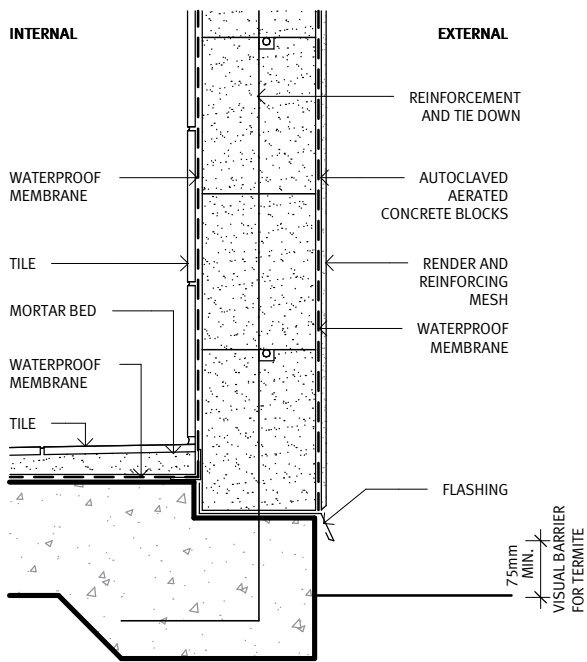 INTERNAL
EXTERNAL
REINFORCEMENT
AND TIE DOWN
WATERPROOF
MEMBRANE
AUTOCLAVED
AERATED
CONCRETE BLOCKS
TILE
RENDER AND
REINFORCING
MESH
MORTAR BED
WATERPROOF
MEMBRANE
WATERPROOF
MEMBRANE
TILE
FLASHING
75mm
MIN.
VISUAL BARRIER
FOR TERMITE